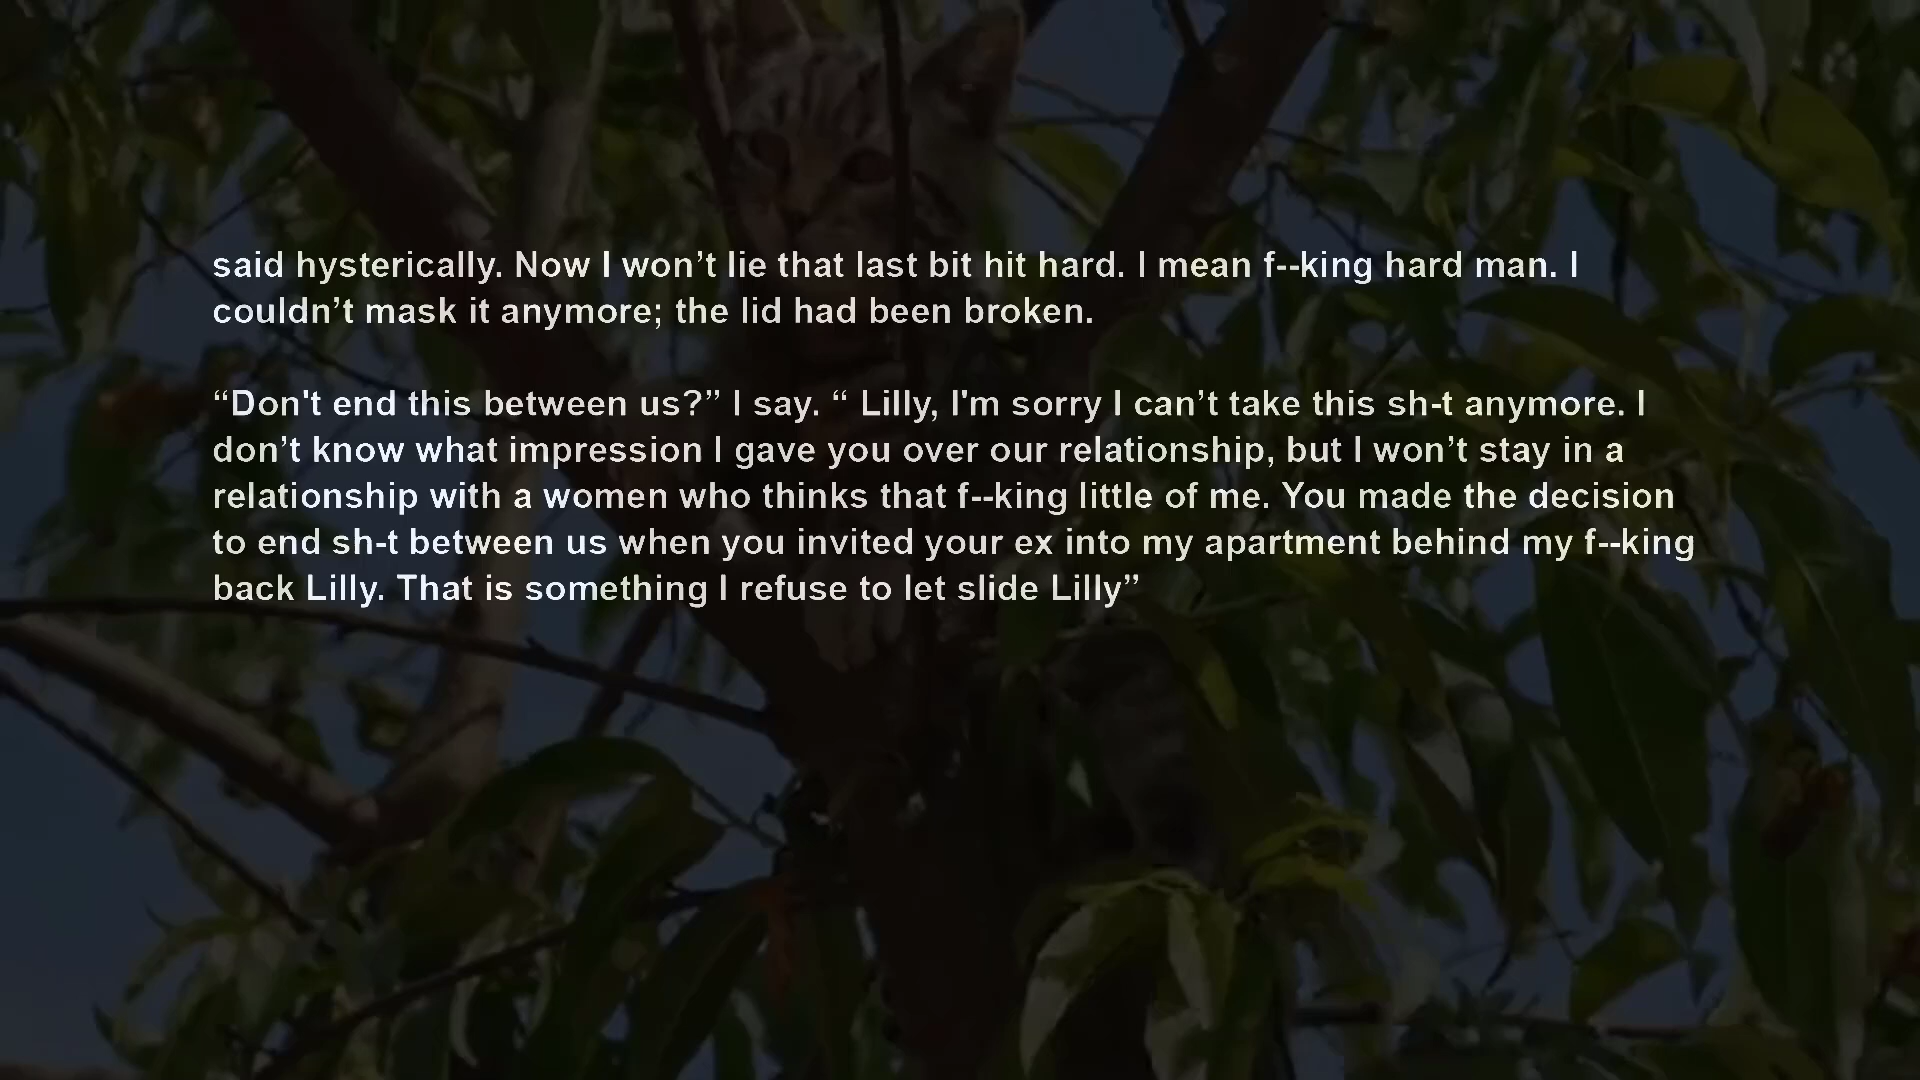 said hysterically. Now I won’t lie that last bit hit hard. I mean f--king hard man. I
couldn’t mask it anymore; the lid had been broken.
“Don't end this between us?” I say. “ Lilly, I'm sorry I can’t take this sh-t anymore. I
don’t know what impression I gave you over our relationship, but I won’t stay in a
relationship with a women who thinks that f--king little of me. You made the decision
to end sh-t between us when you invited your ex into my apartment behind my f--king
back Lilly. That is something I refuse to let slide Lilly”